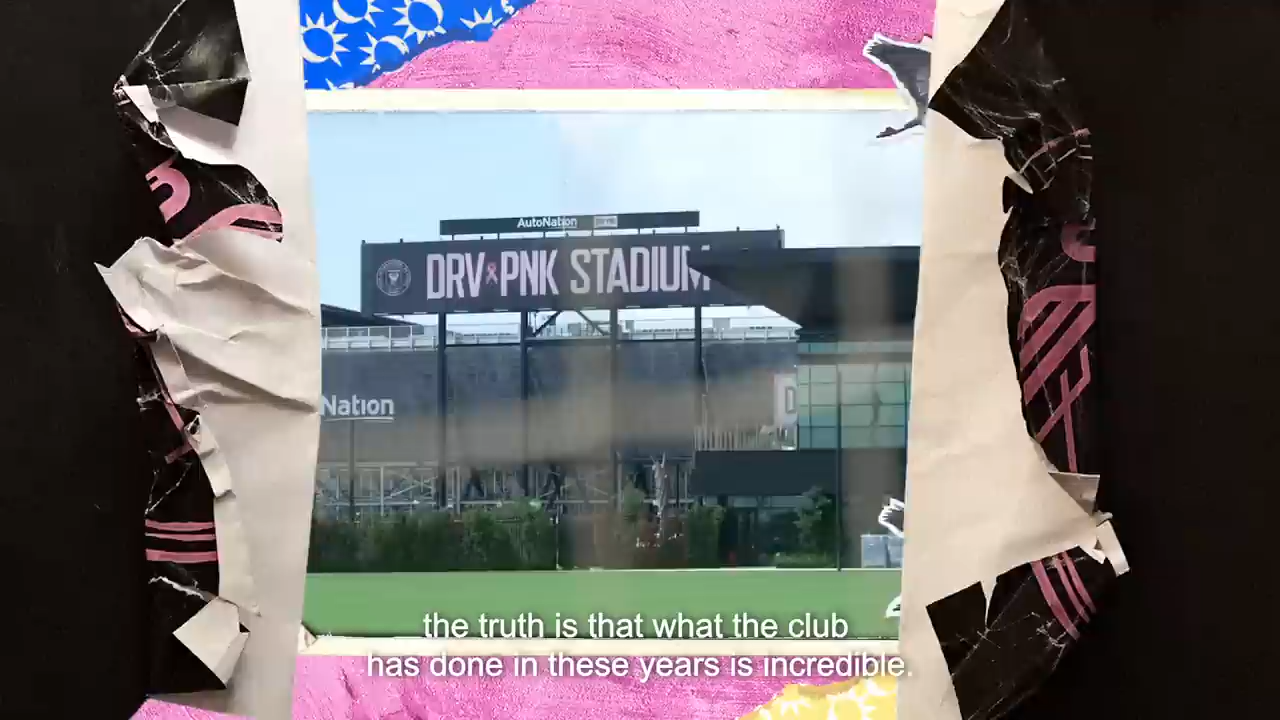 AutoNation
DRV PNK STADIUM
Nation
D
the truth is that what the club
has done in these years is incredible.